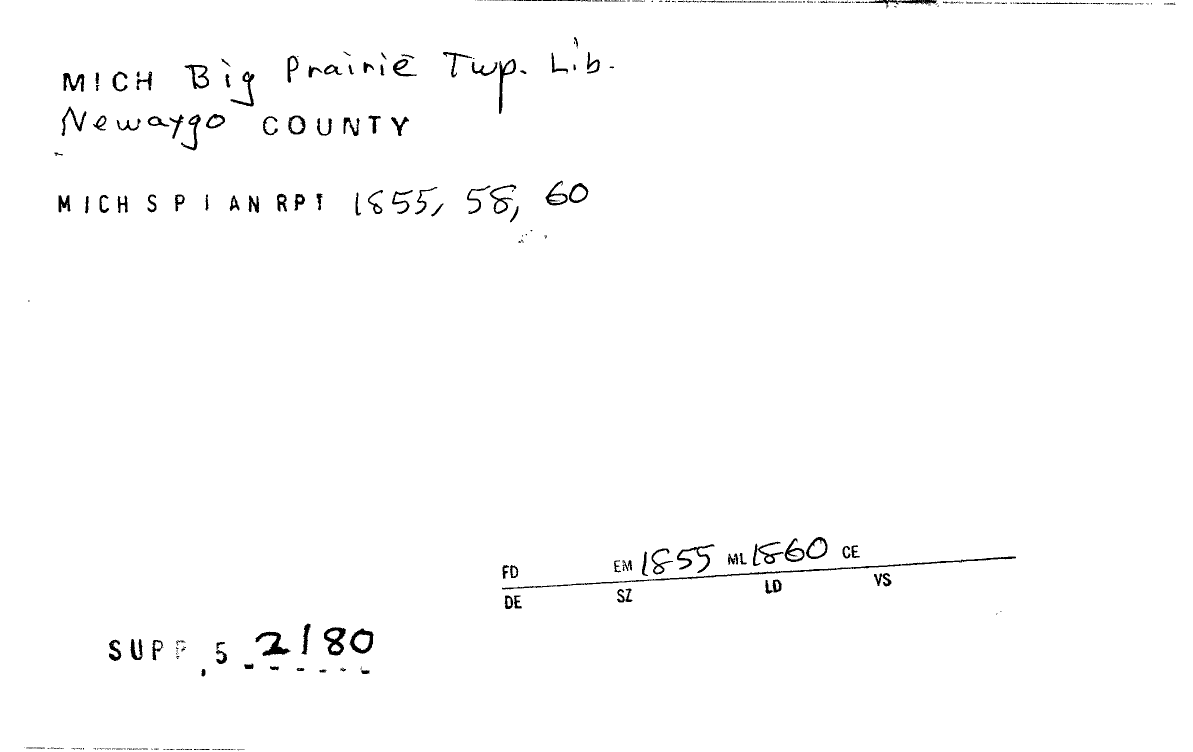 MICH Big Prairie Twp. Lib.
Newaygo COUNTY
MICH S P I AN RPT 1855, 58, 60
FD EM 1855 ML 1860 CE
DE SZ LD VS
SUPP, 5 2180